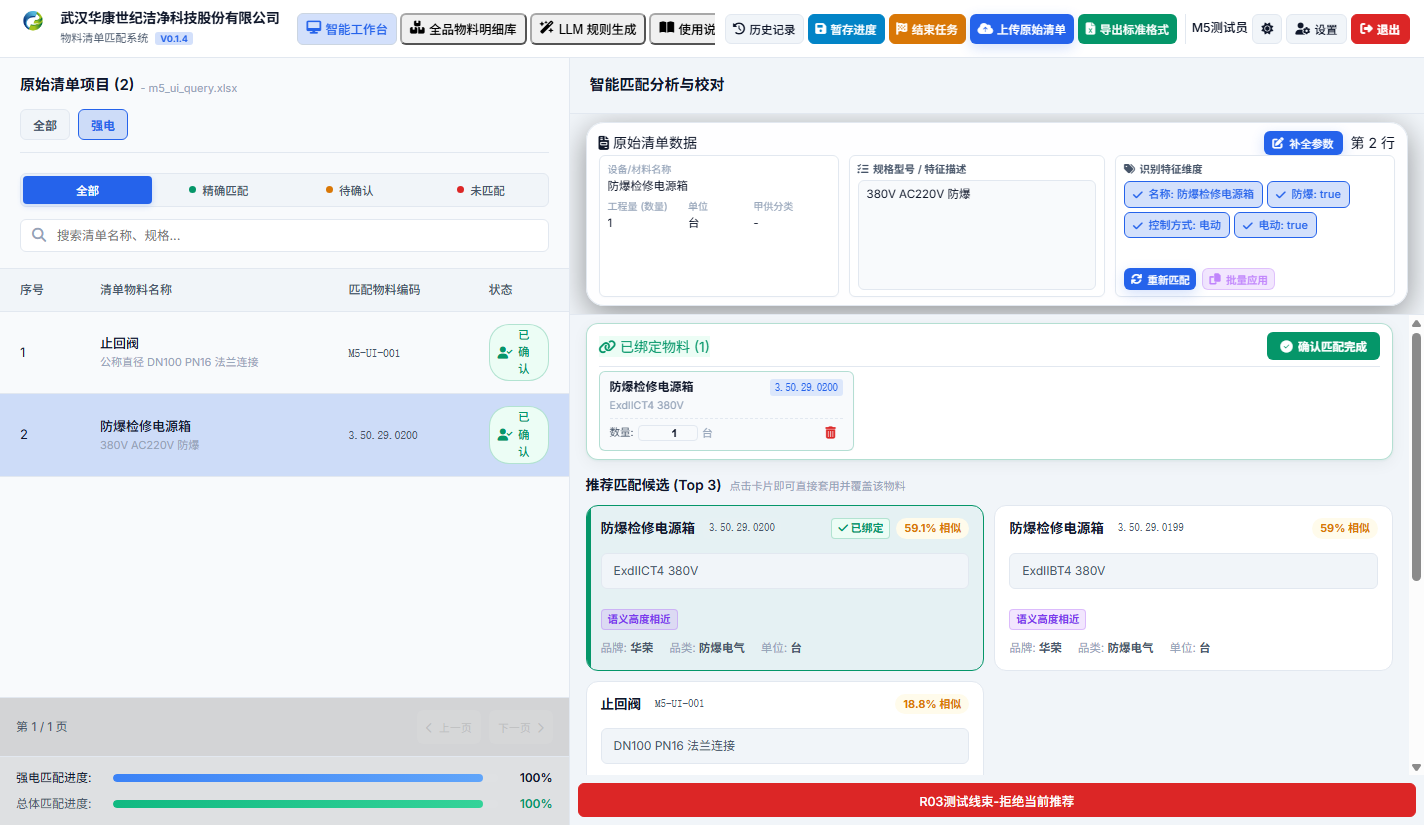 武汉华康世纪洁净科技股份有限公司
物料清单匹配系统 V0.1.4
智能工作台
全品物料明细库
LLM 规则生成
使用说
历史记录
暂存进度
结束任务
上传原始清单
导出标准格式
M5测试员
设置
退出
原始清单项目 (2) - m5_ui_query.xlsx
全部 强电
全部 精确匹配 待确认 未匹配
搜索清单名称、规格...
序号 清单物料名称 匹配物料编码 状态
1 止回阀 M5-UI-001 已确认
公称直径 DN100 PN16 法兰连接
2 防爆检修电源箱 3.50.29.0200 已确认
380V AC220V 防爆
第 1 / 1 页 上一页 下一页
强电匹配进度: 100%
总体匹配进度: 100%
智能匹配分析与校对
原始清单数据 补全参数 第 2 行
设备/材料名称
防爆检修电源箱
工程量 (数量) 单位 甲供分类
1 台 -
规格型号 / 特征描述
380V AC220V 防爆
识别特征维度
名称: 防爆检修电源箱 防爆: true
控制方式: 电动 电动: true
重新匹配 批量应用
已绑定物料 (1) 确认匹配完成
防爆检修电源箱 3.50.29.0200
ExdIICT4 380V
数量: 1 台
推荐匹配候选 (Top 3) 点击卡片即可直接套用并覆盖该物料
防爆检修电源箱 3.50.29.0200 已绑定 59.1% 相似
ExdIICT4 380V
语义高度相近
品牌: 华荣 品类: 防爆电气 单位: 台
防爆检修电源箱 3.50.29.0199 59% 相似
ExdIIBT4 380V
语义高度相近
品牌: 华荣 品类: 防爆电气 单位: 台
止回阀 M5-UI-001 18.8% 相似
DN100 PN16 法兰连接
R03测试线束-拒绝当前推荐